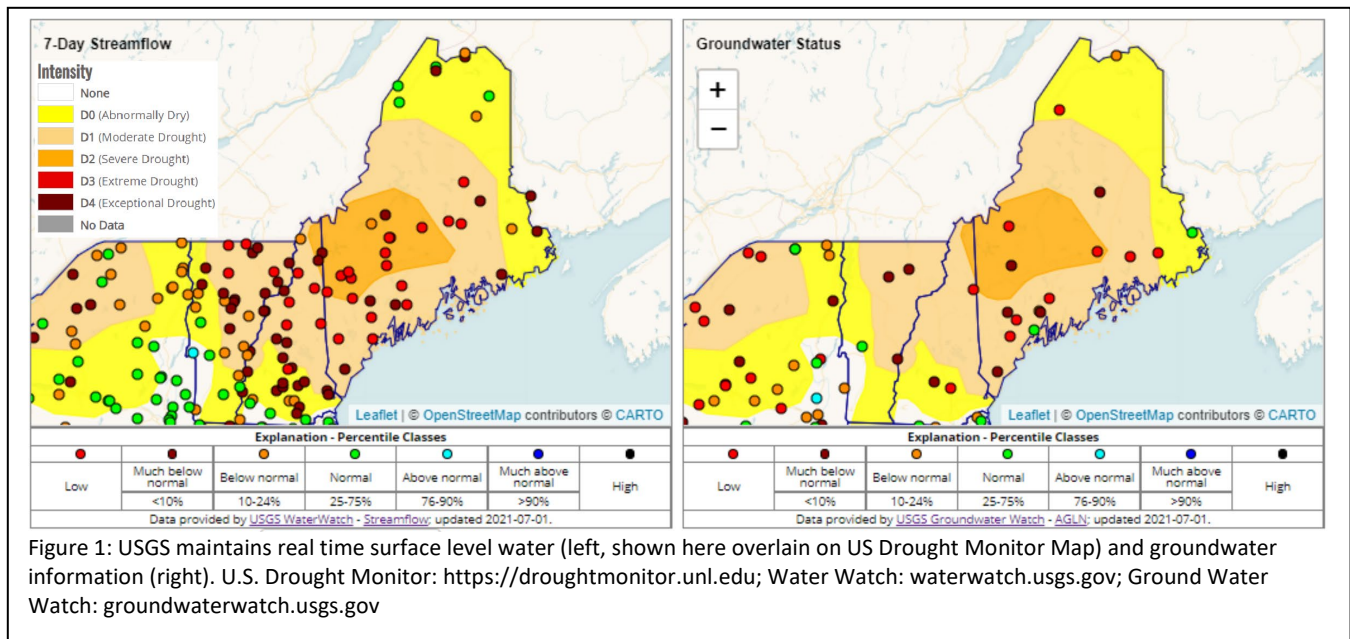 7-Day Streamflow
Intensity
None
D0 (Abnormally Dry)
D1 (Moderate Drought)
D2 (Severe Drought)
D3 (Extreme Drought)
D4 (Exceptional Drought)
No Data
Leaflet | © OpenStreetMap contributors © CARTO
Explanation - Percentile Classes
Low
Much below normal
Below normal
Normal
Above normal
Much above normal
High
<10%
10-24%
25-75%
76-90%
>90%
Data provided by USGS WaterWatch - Streamflow; updated 2021-07-01.
Groundwater Status
+
−
Leaflet | © OpenStreetMap contributors © CARTO
Explanation - Percentile Classes
Low
Much below normal
Below normal
Normal
Above normal
Much above normal
High
<10%
10-24%
25-75%
76-90%
>90%
Data provided by USGS Groundwater Watch - AGLN; updated 2021-07-01.
Figure 1: USGS maintains real time surface level water (left, shown here overlain on US Drought Monitor Map) and groundwater
information (right). U.S. Drought Monitor: https://droughtmonitor.unl.edu; Water Watch: waterwatch.usgs.gov; Ground Water
Watch: groundwaterwatch.usgs.gov